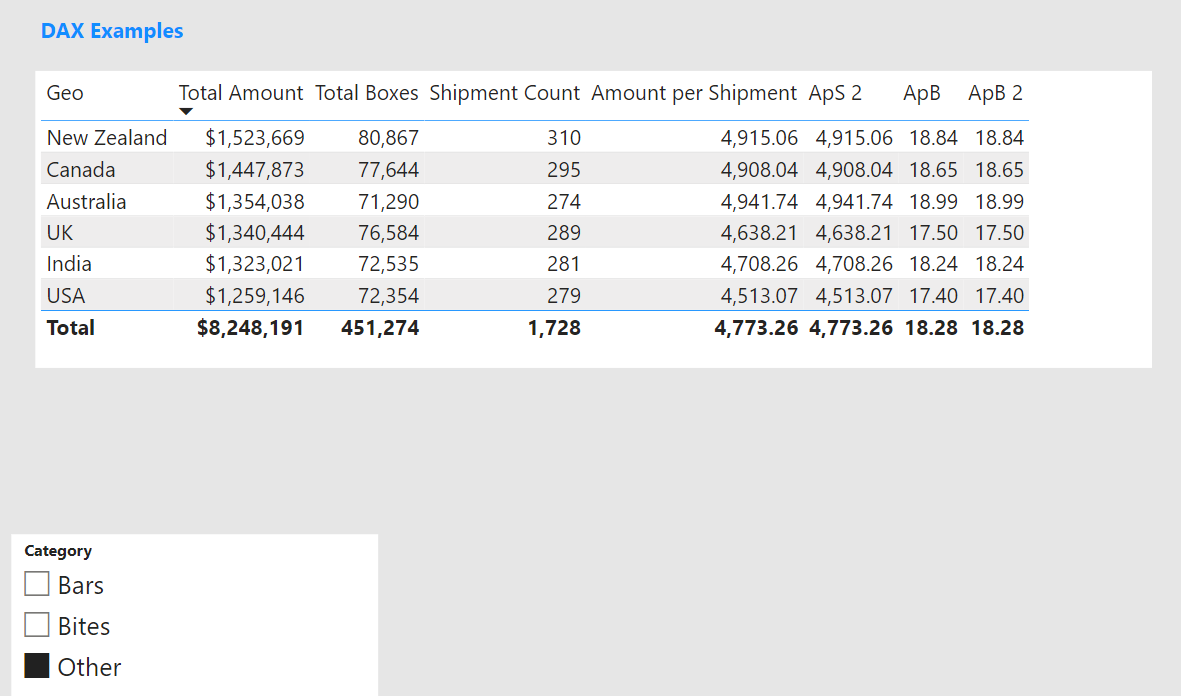 DAX Examples
Geo Total Amount Total Boxes Shipment Count Amount per Shipment ApS 2 ApB ApB 2
New Zealand $1,523,669 80,867 310 4,915.06 4,915.06 18.84 18.84
Canada $1,447,873 77,644 295 4,908.04 4,908.04 18.65 18.65
Australia $1,354,038 71,290 274 4,941.74 4,941.74 18.99 18.99
UK $1,340,444 76,584 289 4,638.21 4,638.21 17.50 17.50
India $1,323,021 72,535 281 4,708.26 4,708.26 18.24 18.24
USA $1,259,146 72,354 279 4,513.07 4,513.07 17.40 17.40
Total $8,248,191 451,274 1,728 4,773.26 4,773.26 18.28 18.28
Category
Bars
Bites
Other